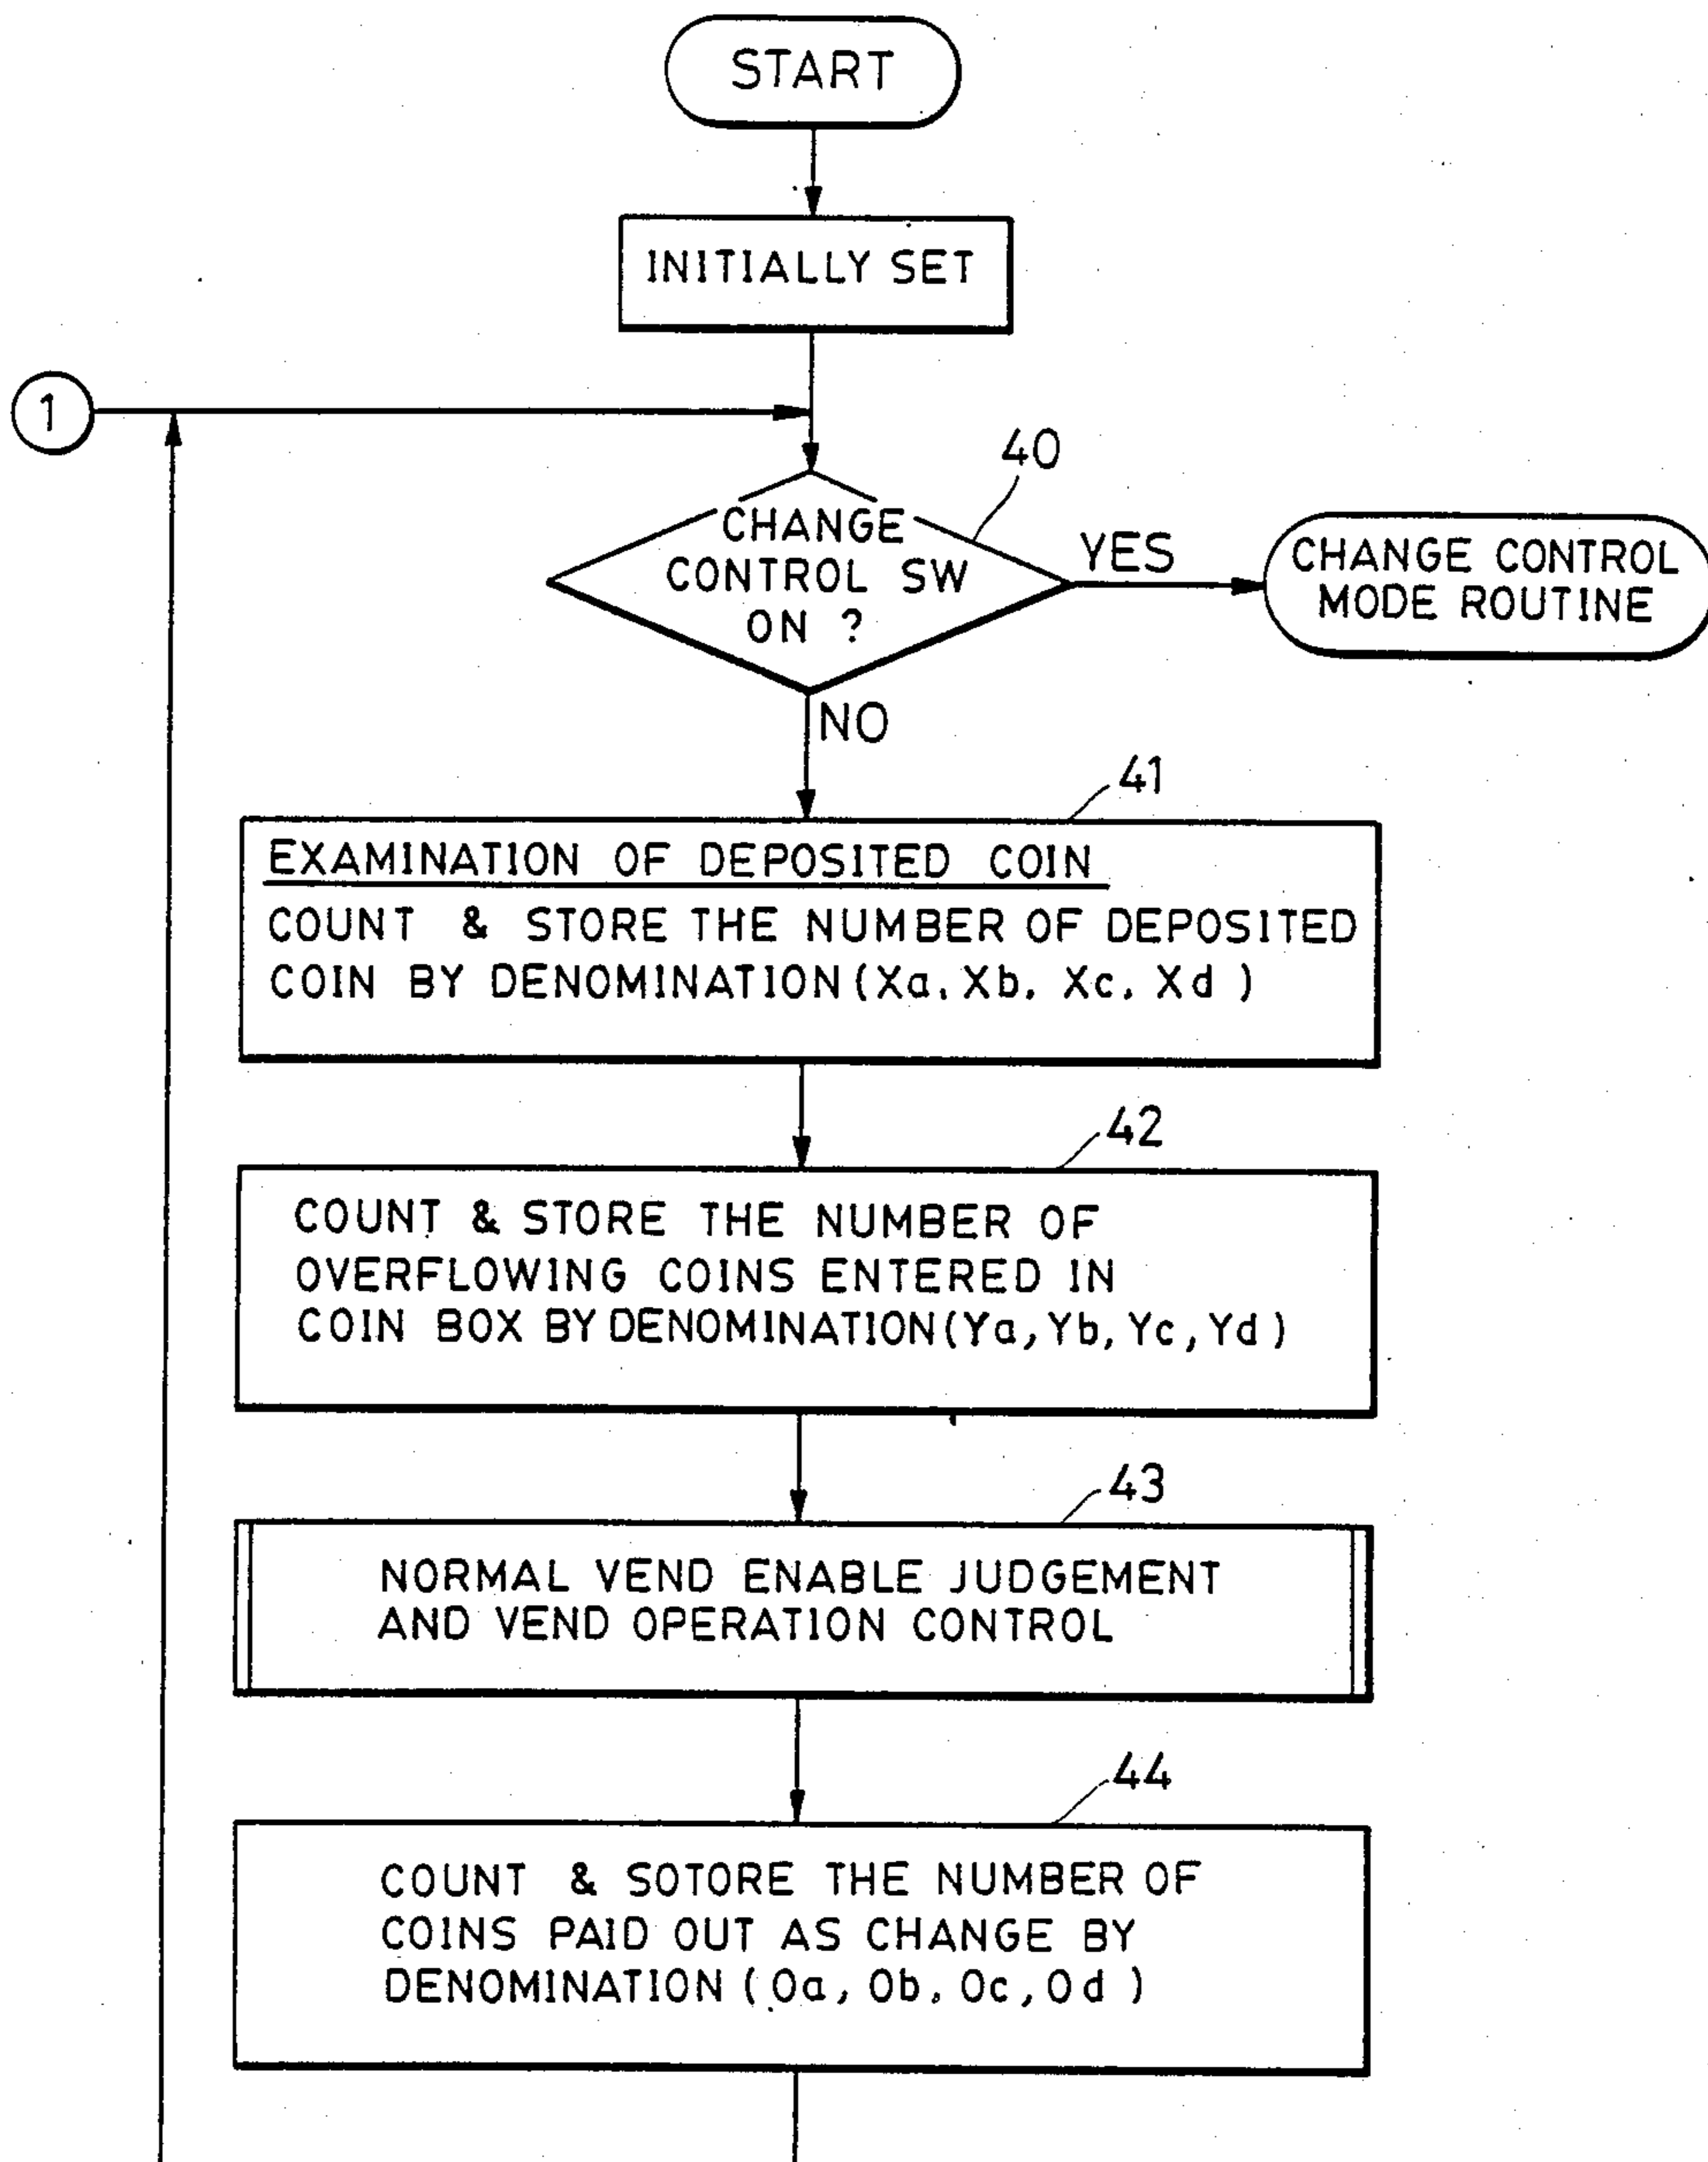 START
INITIALLY SET
1
40
CHANGE
CONTROL SW
ON ?
YES
CHANGE CONTROL
MODE ROUTINE
NO
41
EXAMINATION OF DEPOSITED COIN
COUNT & STORE THE NUMBER OF DEPOSITED
COIN BY DENOMINATION (Xa, Xb, Xc, Xd)
42
COUNT & STORE THE NUMBER OF
OVERFLOWING COINS ENTERED IN
COIN BOX BY DENOMINATION (Ya, Yb, Yc, Yd)
43
NORMAL VEND ENABLE JUDGEMENT
AND VEND OPERATION CONTROL
44
COUNT & SOTORE THE NUMBER OF
COINS PAID OUT AS CHANGE BY
DENOMINATION (Oa, Ob, Oc, Od)